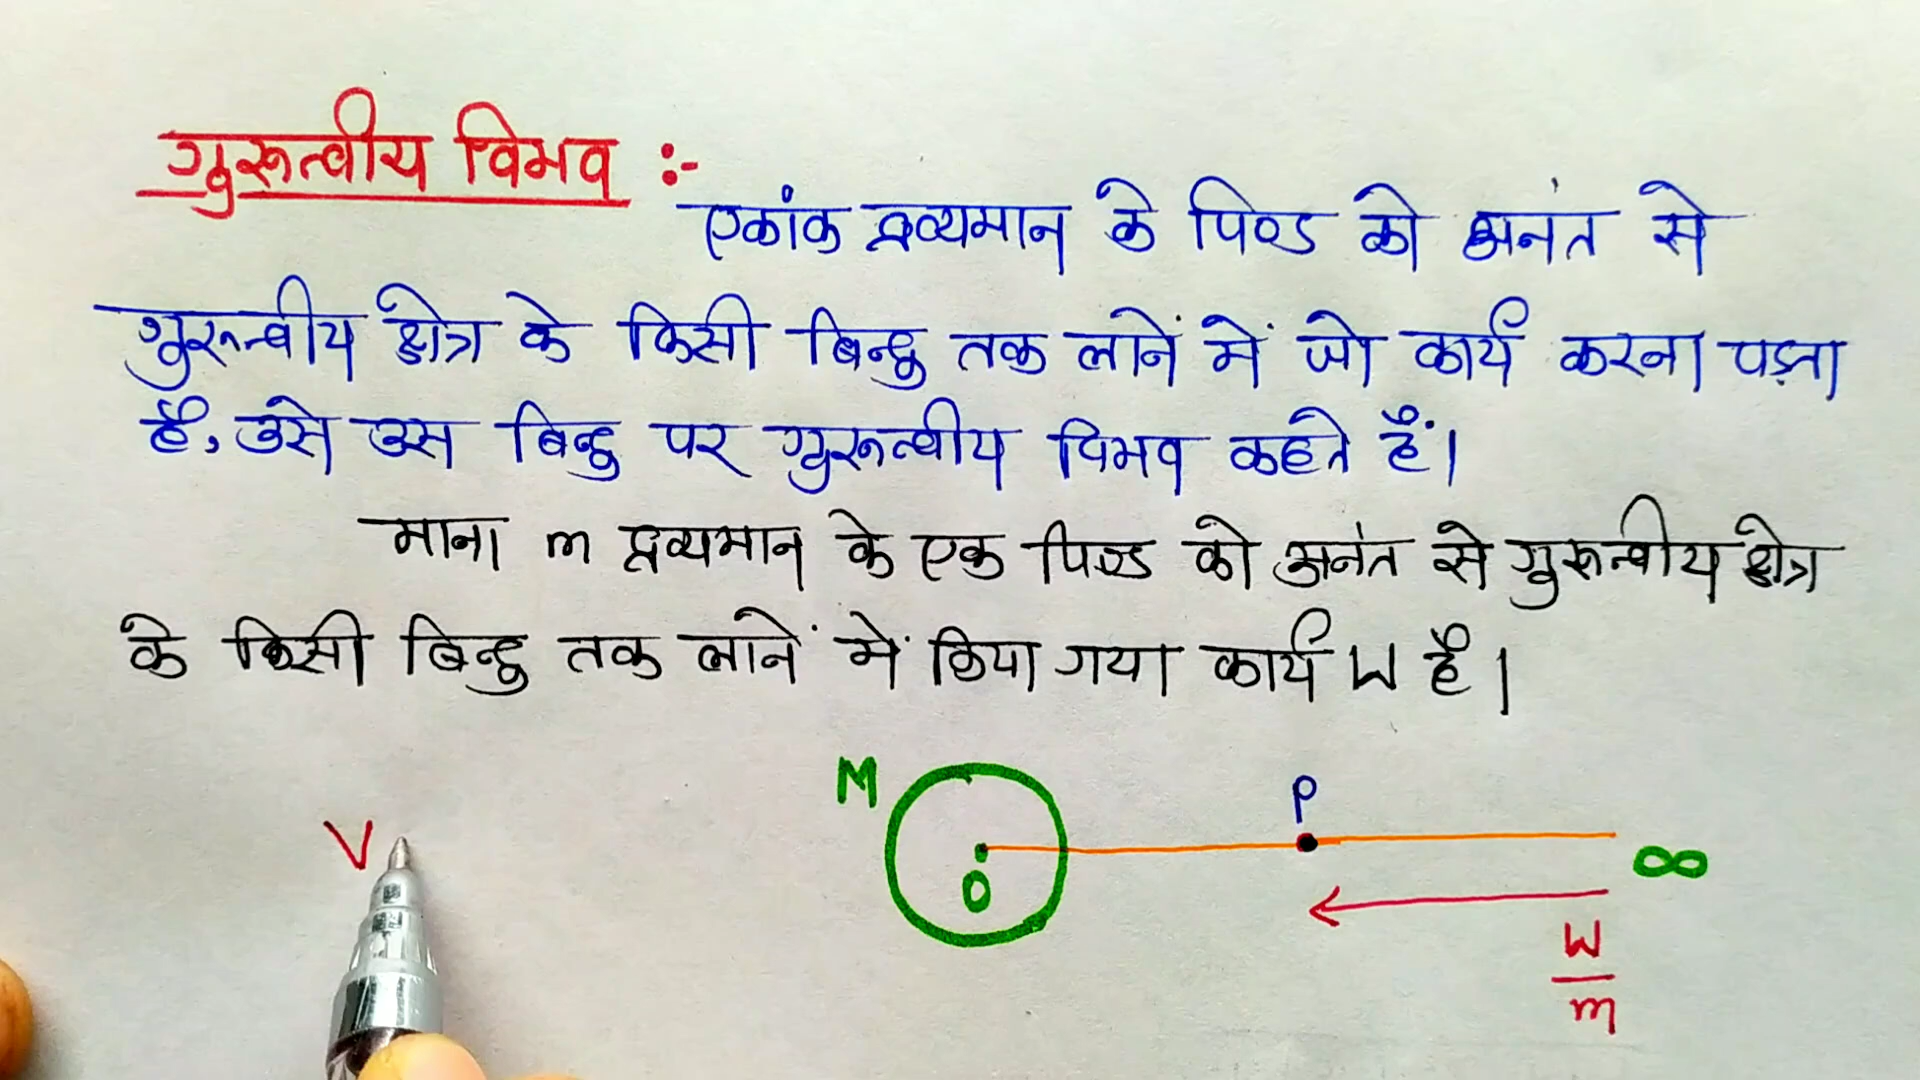 गुरूत्वीय विभव :-
एकांक द्रव्यमान के पिण्ड को अनंत से
गुरूत्वीय क्षेत्र के किसी बिन्दु तक लानें में जो कार्य करना पड़ता
है, उसे उस बिन्दु पर गुरूत्वीय विभव कहते हैं।
माना m द्रव्यमान के एक पिण्ड को अनंत से गुरूत्वीय क्षेत्र
के किसी बिन्दु तक लानें में किया गया कार्य W है।
M
P
V
O
∞
W
m